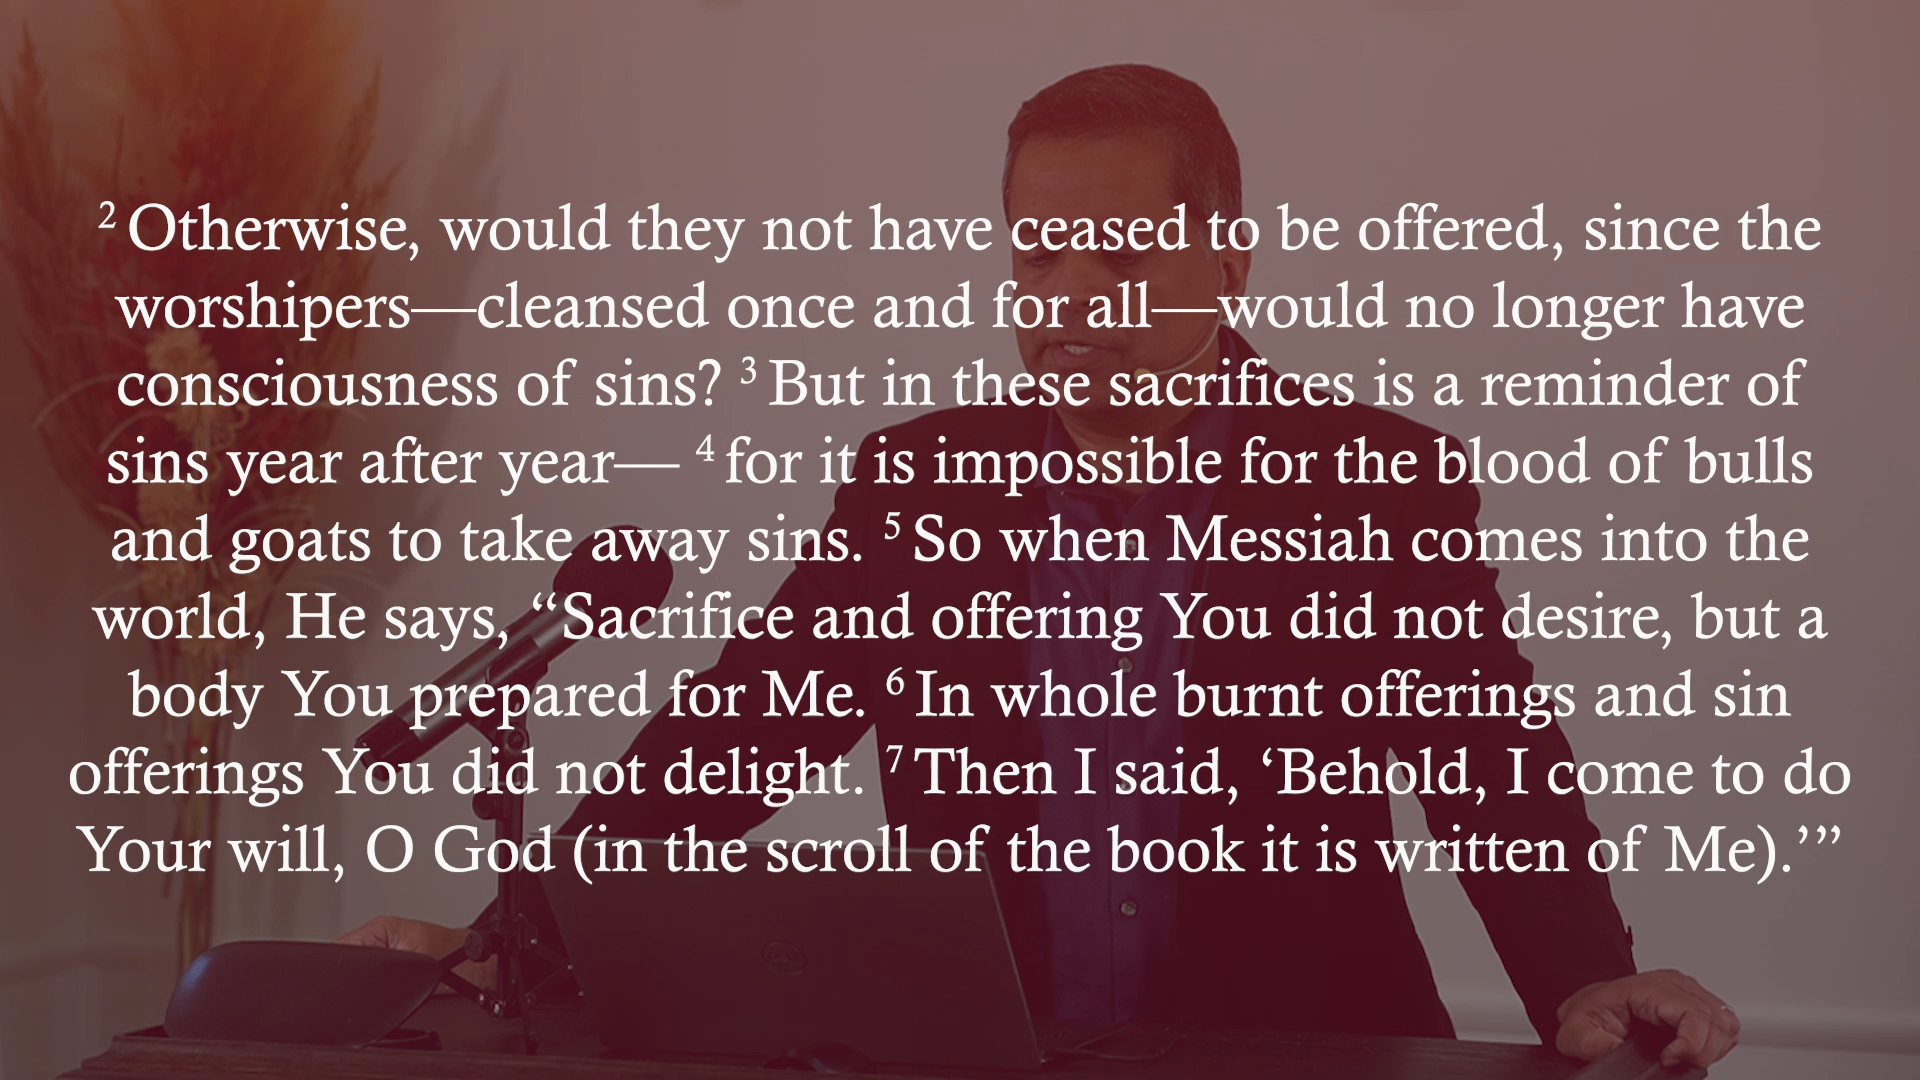 2 Otherwise, would they not have ceased to be offered, since the
worshipers—cleansed once and for all—would no longer have
consciousness of sins? 3 But in these sacrifices is a reminder of
sins year after year— 4 for it is impossible for the blood of bulls
and goats to take away sins. 5 So when Messiah comes into the
world, He says, “Sacrifice and offering You did not desire, but a
body You prepared for Me. 6 In whole burnt offerings and sin
offerings You did not delight. 7 Then I said, ‘Behold, I come to do
Your will, O God (in the scroll of the book it is written of Me).’”
DELL